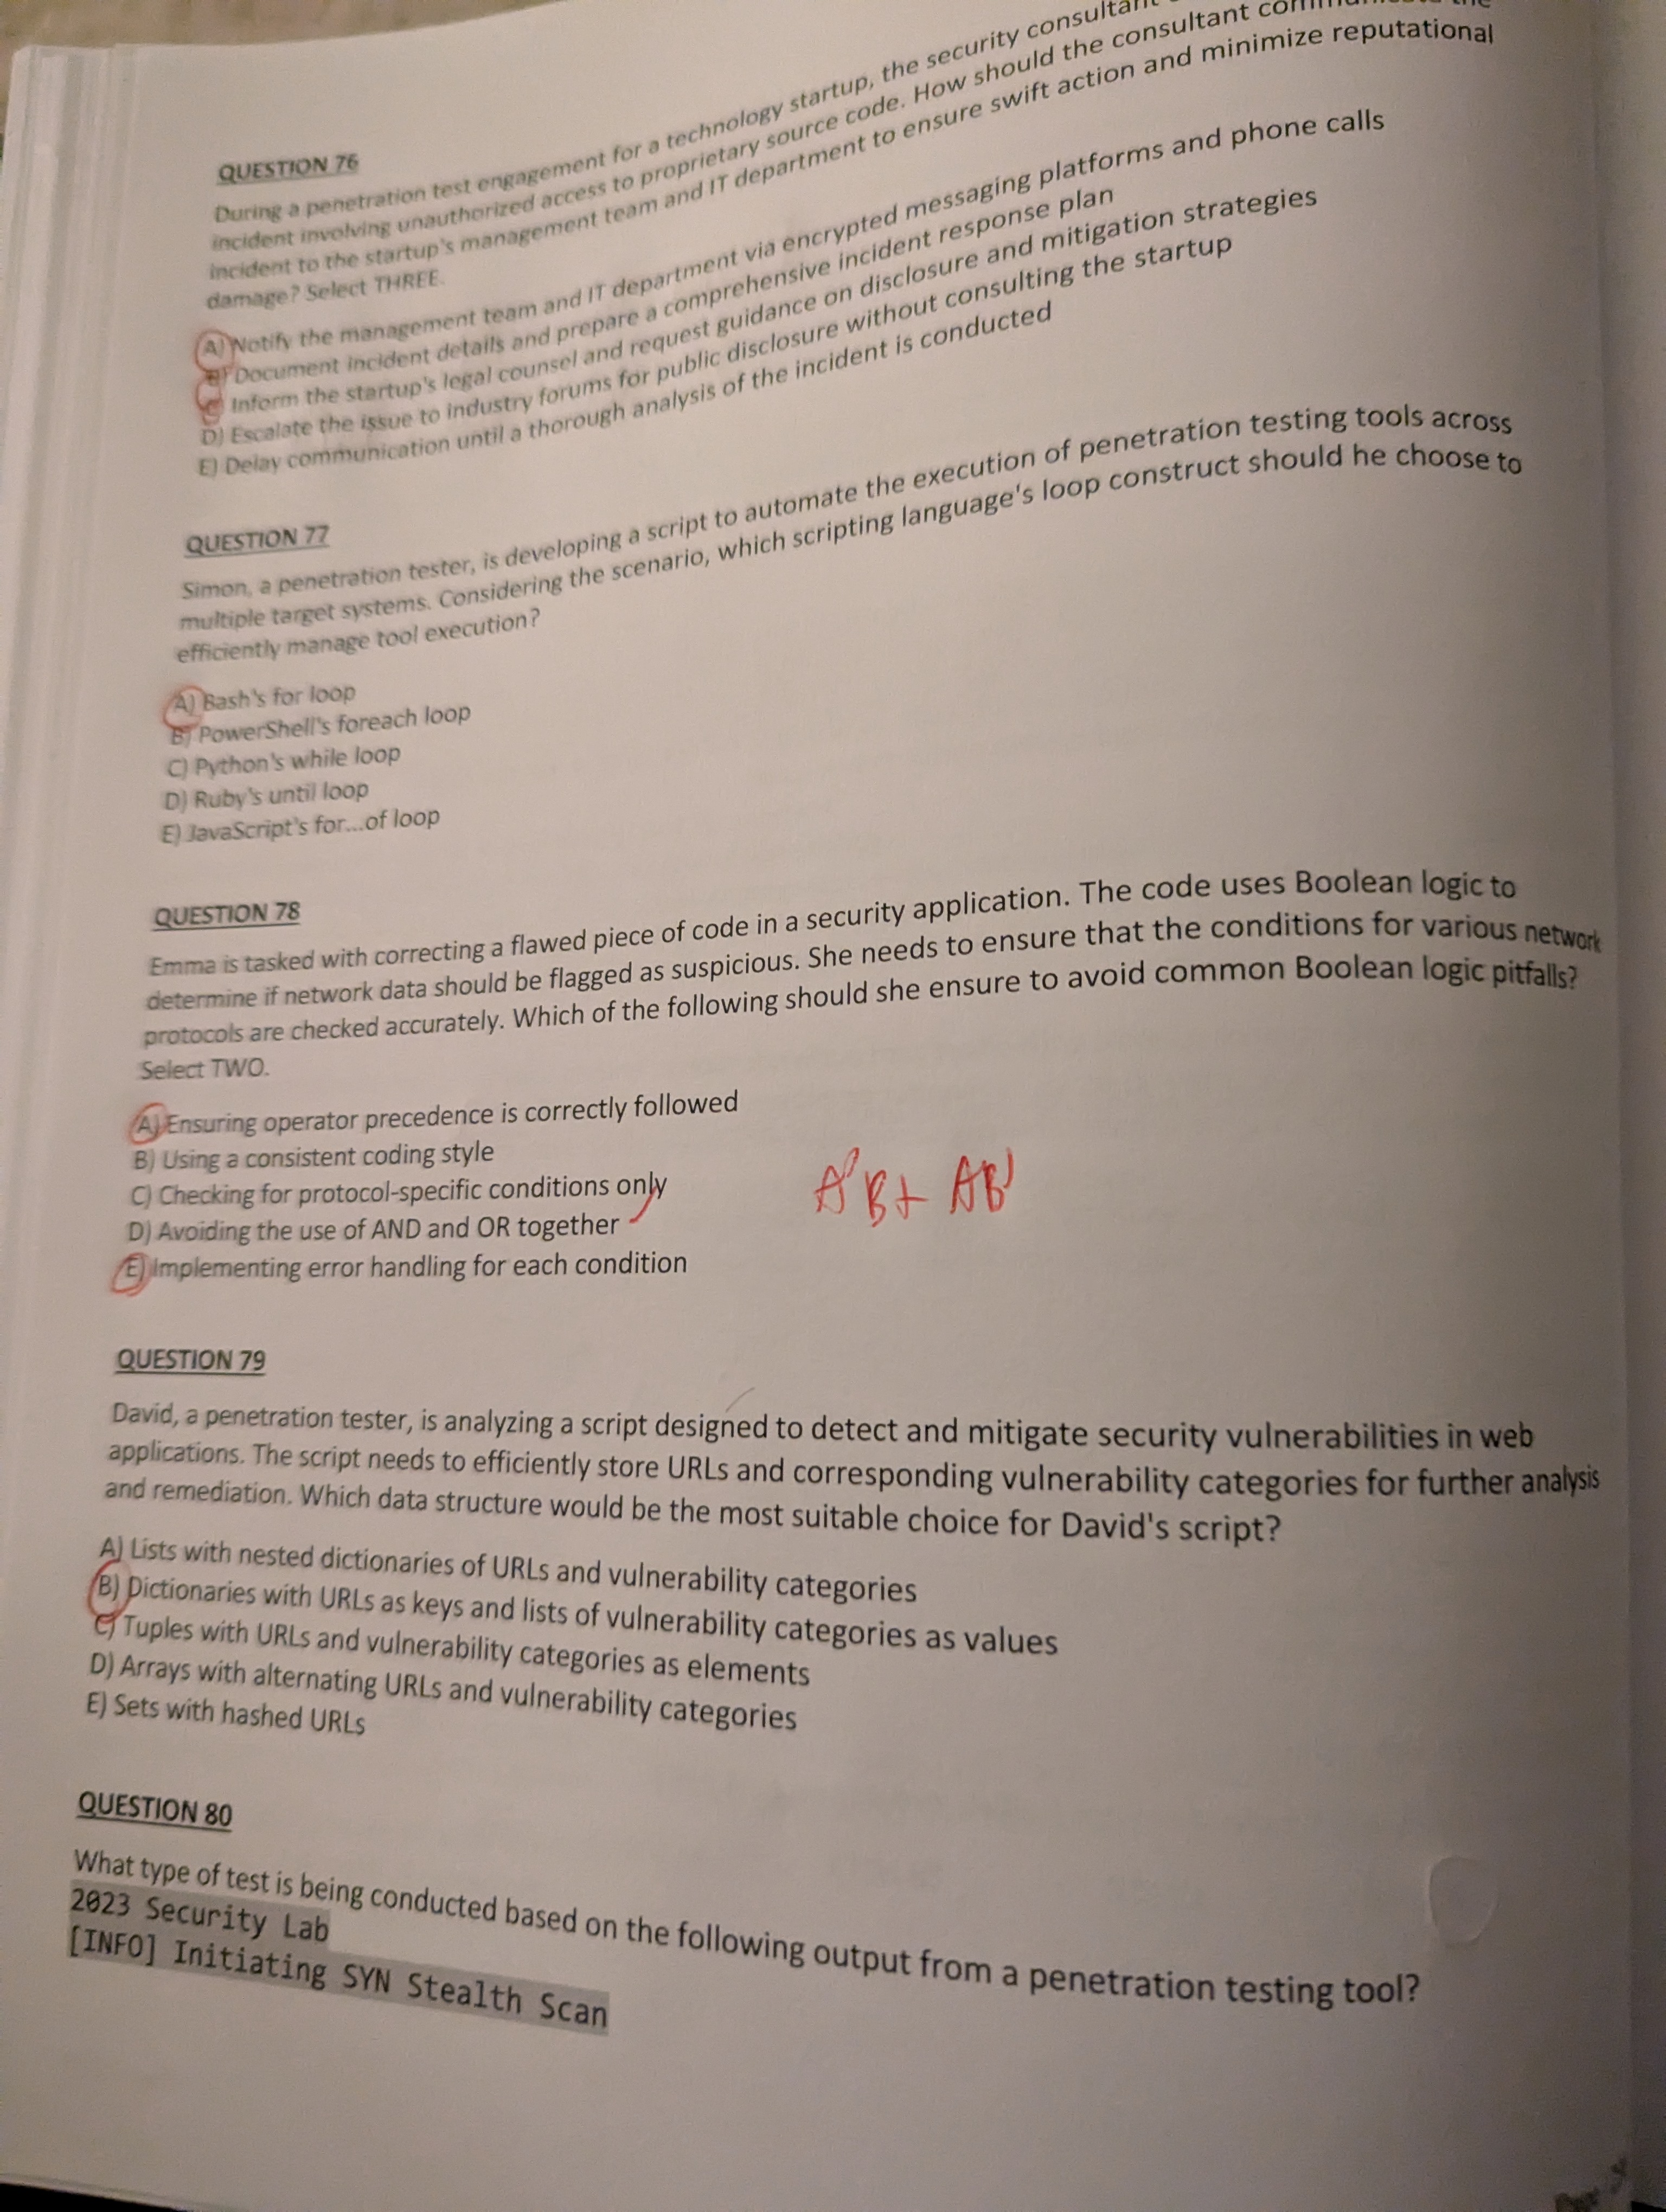 QUESTION 76
During a penetration test engagement for a technology startup, the security consultant
incident involving unauthorized access to proprietary source code. How should the consultant
incident to the startup's management team and IT department to ensure swift action and minimize reputational
damage? Select THREE.
A) Notify the management team and IT department via encrypted messaging platforms and phone calls
B) Document incident details and prepare a comprehensive incident response plan
C) Inform the startup's legal counsel and request guidance on disclosure and mitigation strategies
D) Escalate the issue to industry forums for public disclosure without consulting the startup
E) Delay communication until a thorough analysis of the incident is conducted
QUESTION 77
Simon, a penetration tester, is developing a script to automate the execution of penetration testing tools across
multiple target systems. Considering the scenario, which scripting language's loop construct should he choose to
efficiently manage tool execution?
A) Bash's for loop
B) PowerShell's foreach loop
C) Python's while loop
D) Ruby's until loop
E) JavaScript's for...of loop
QUESTION 78
Emma is tasked with correcting a flawed piece of code in a security application. The code uses Boolean logic to
determine if network data should be flagged as suspicious. She needs to ensure that the conditions for various network
protocols are checked accurately. Which of the following should she ensure to avoid common Boolean logic pitfalls?
Select TWO.
A) Ensuring operator precedence is correctly followed
B) Using a consistent coding style
C) Checking for protocol-specific conditions only
D) Avoiding the use of AND and OR together
E) Implementing error handling for each condition
A'B+ AB'
QUESTION 79
David, a penetration tester, is analyzing a script designed to detect and mitigate security vulnerabilities in web
applications. The script needs to efficiently store URLs and corresponding vulnerability categories for further analysis
and remediation. Which data structure would be the most suitable choice for David's script?
A) Lists with nested dictionaries of URLs and vulnerability categories
B) Dictionaries with URLs as keys and lists of vulnerability categories as values
C) Tuples with URLs and vulnerability categories as elements
D) Arrays with alternating URLs and vulnerability categories
E) Sets with hashed URLs
QUESTION 80
What type of test is being conducted based on the following output from a penetration testing tool?
2023 Security Lab
[INFO] Initiating SYN Stealth Scan